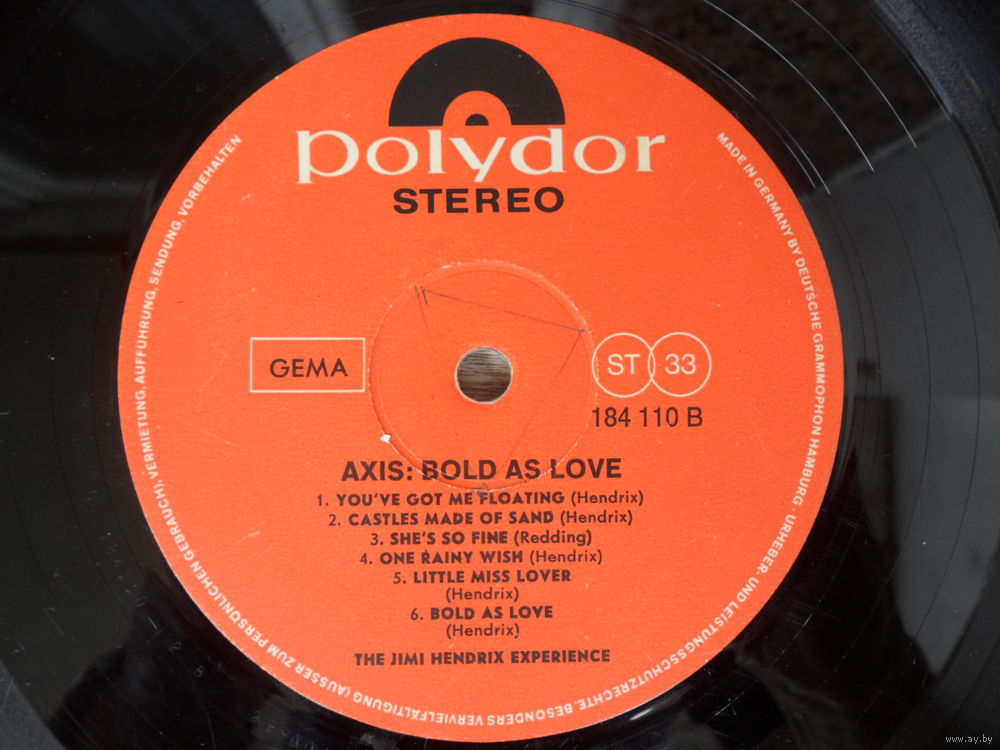 polydor
STEREO
MADE IN GERMANY BY DEUTSCHE GRAMMOPHON HAMBURG · URHEBER- UND LEISTUNGSSCHUTZRECHTE, BESONDERS VERVIELFÄLTIGUNG (AUSSER ZUM PERSÖNLICHEN GEBRAUCH), VERMIETUNG, AUFFÜHRUNG, SENDUNG, VORBEHALTEN
GEMA
ST 33
184 110 B
AXIS: BOLD AS LOVE
1. YOU'VE GOT ME FLOATING (Hendrix)
2. CASTLES MADE OF SAND (Hendrix)
3. SHE'S SO FINE (Redding)
4. ONE RAINY WISH (Hendrix)
5. LITTLE MISS LOVER
(Hendrix)
6. BOLD AS LOVE
(Hendrix)
THE JIMI HENDRIX EXPERIENCE
www.ay.by